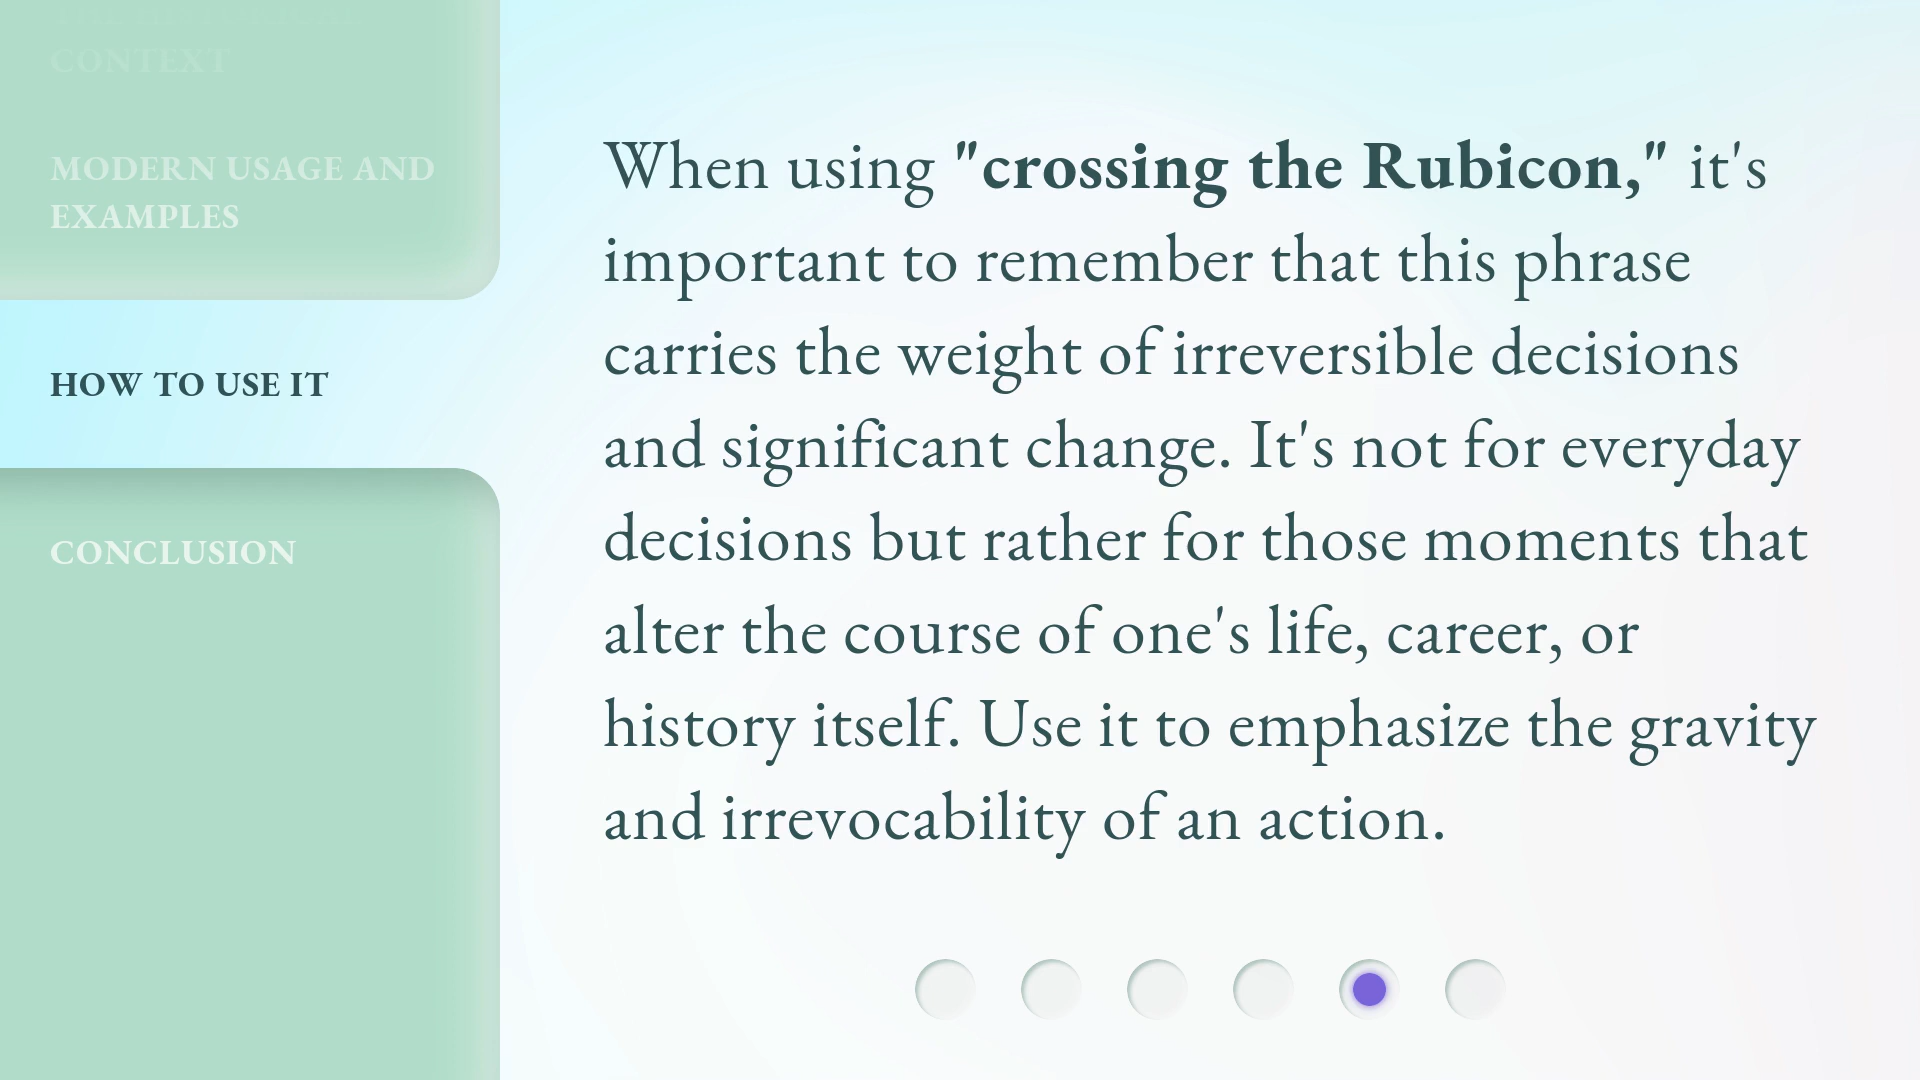 CONTEXT
MODERN USAGE AND
EXAMPLES
HOW TO USE IT
CONCLUSION
When using "crossing the Rubicon," it's
important to remember that this phrase
carries the weight of irreversible decisions
and significant change. It's not for everyday
decisions but rather for those moments that
alter the course of one's life, career, or
history itself. Use it to emphasize the gravity
and irrevocability of an action.